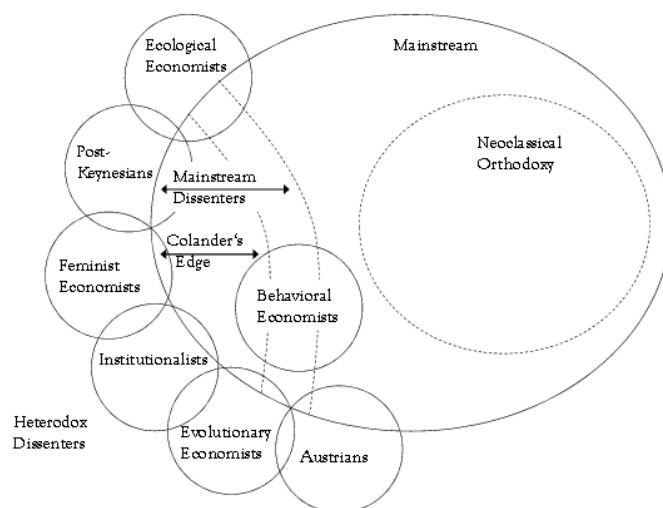 Ecological
Economists
Mainstream
Post-
Keynesians
Neoclassical
Orthodoxy
Mainstream
Dissenters
Colander's
Edge
Feminist
Economists
Behavioral
Economists
Institutionalists
Heterodox
Dissenters
Evolutionary
Economists
Austrians